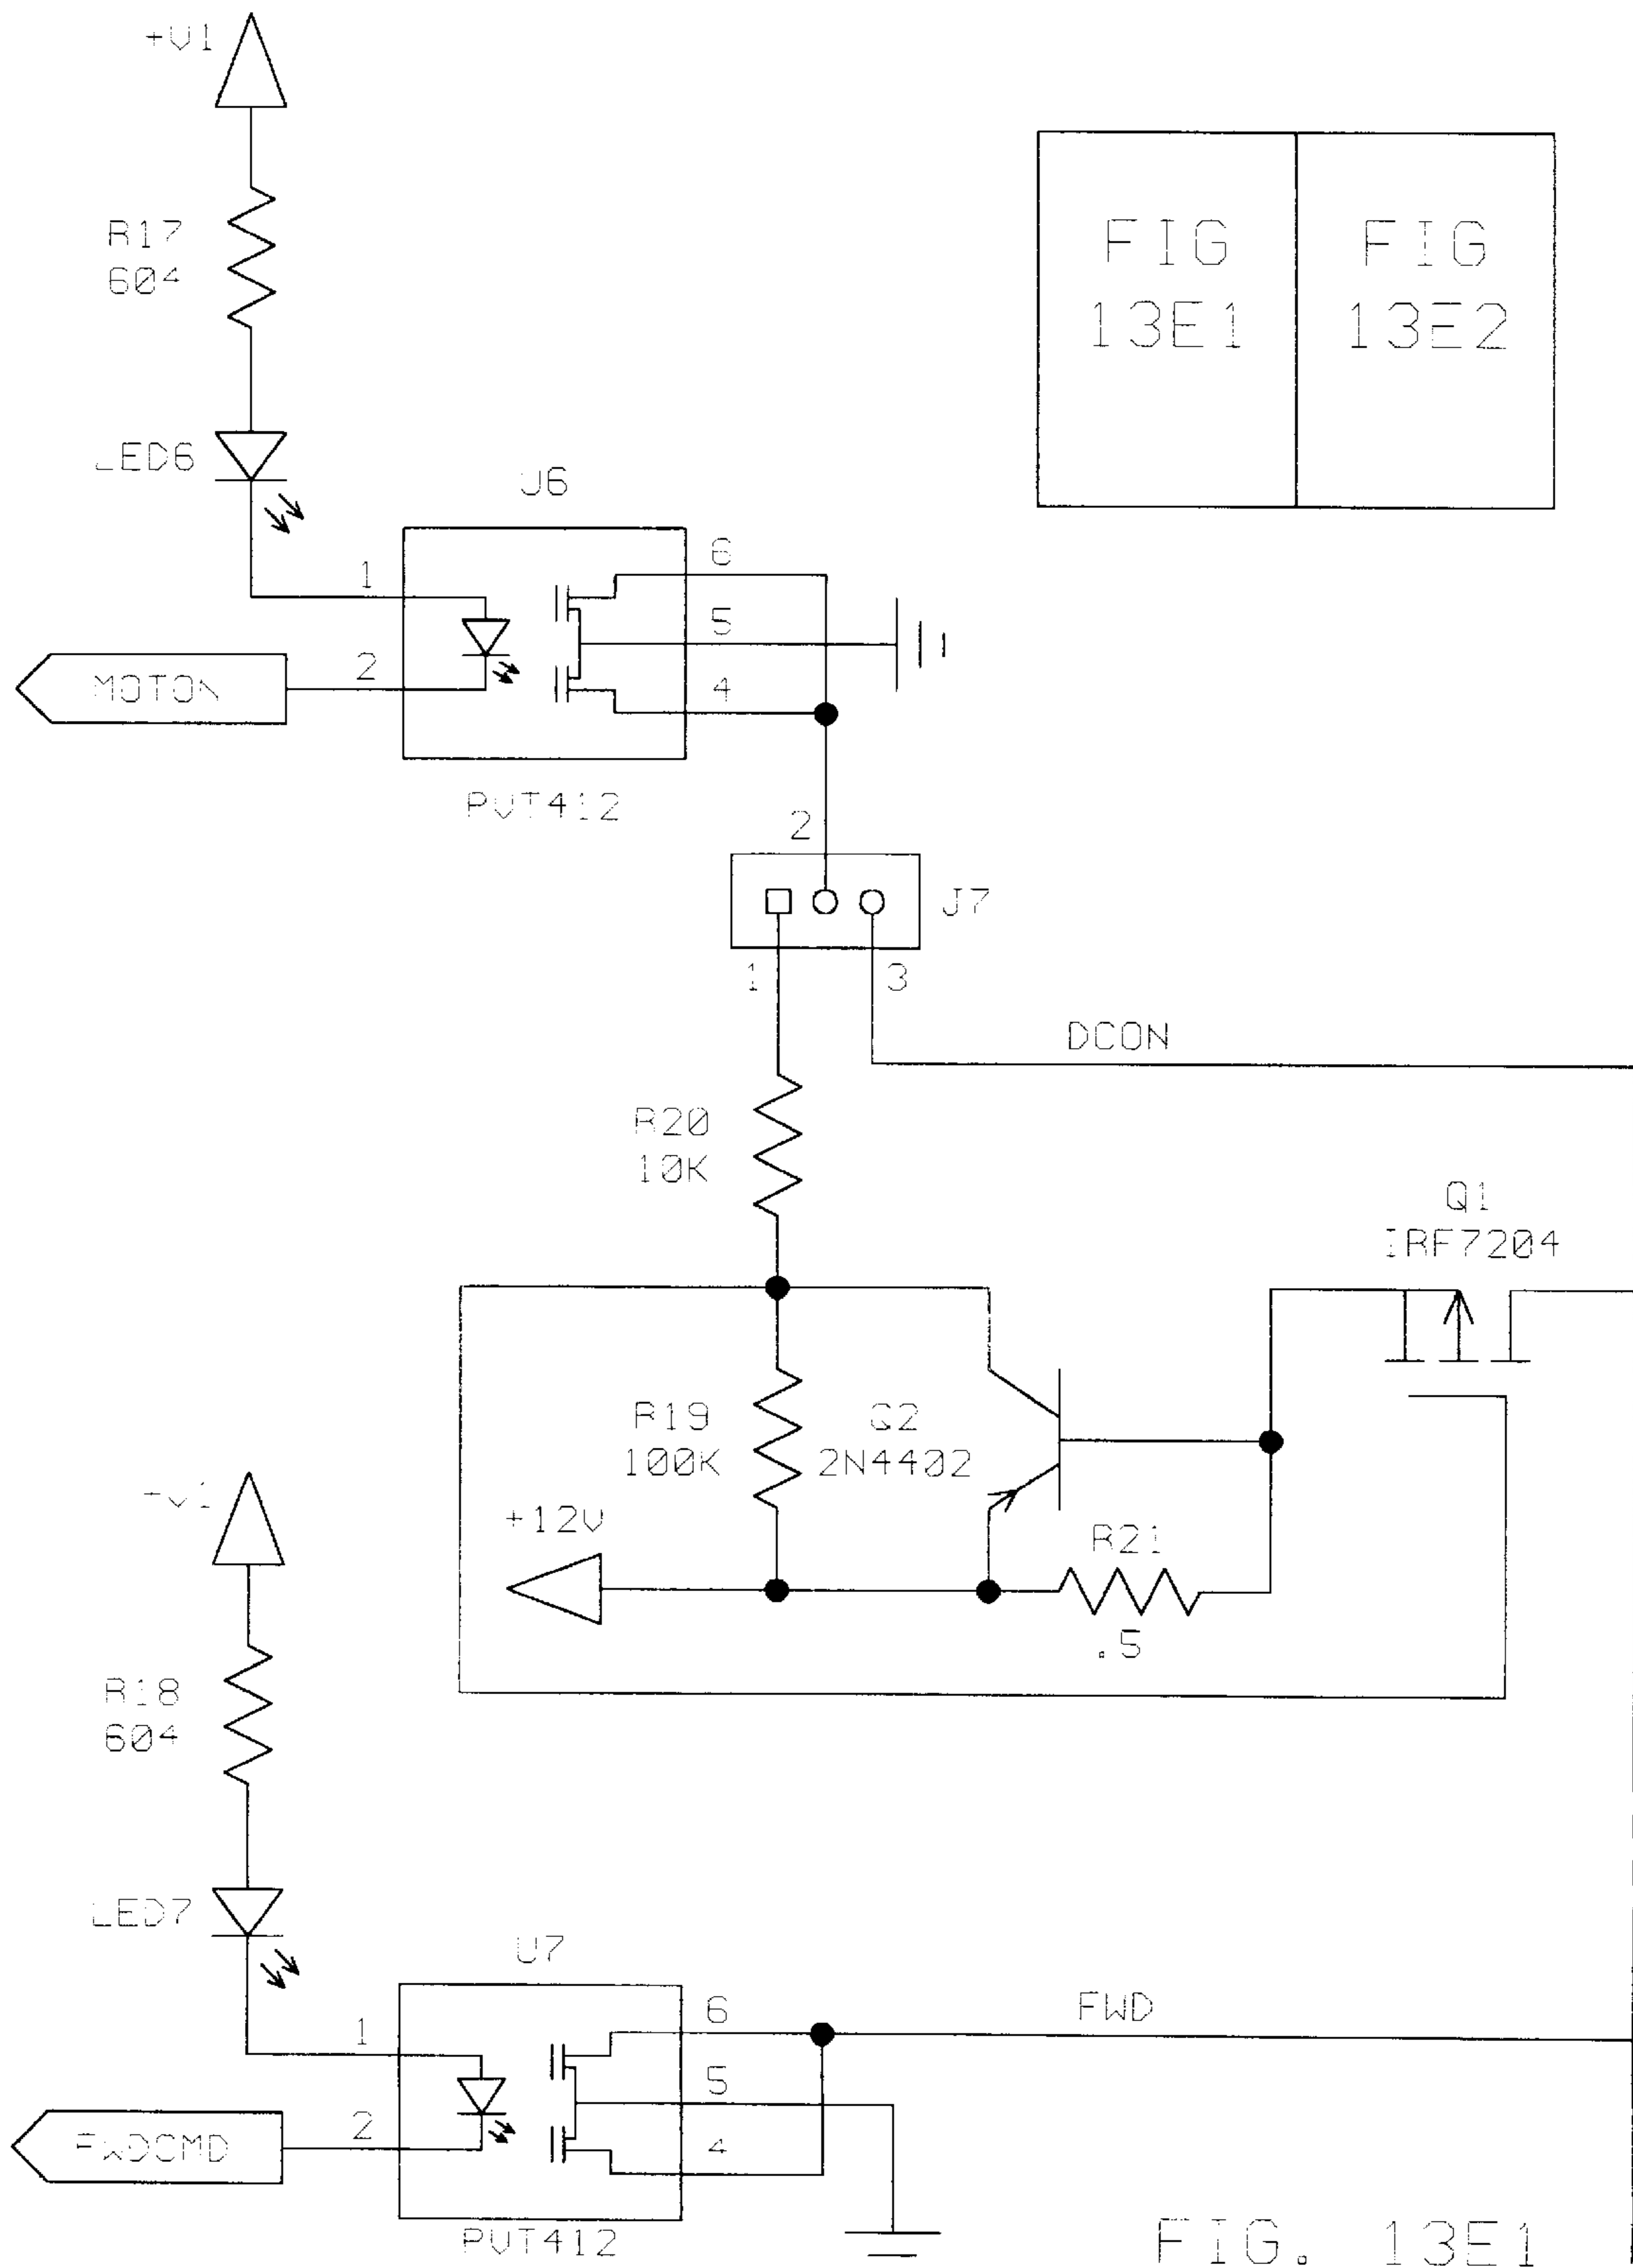 +V1
R17
604
LED6
MOTON
1
2
U6
6
5
4
PVT412
FIG
13E1
FIG
13E2
2
J7
1
3
DCON
R20
10K
Q1
IRF7204
R19
100K
Q2
2N4402
+12V
R21
.5
+V1
R18
604
LED7
FWDCMD
1
2
U7
6
5
4
PVT412
FWD
FIG. 13E1